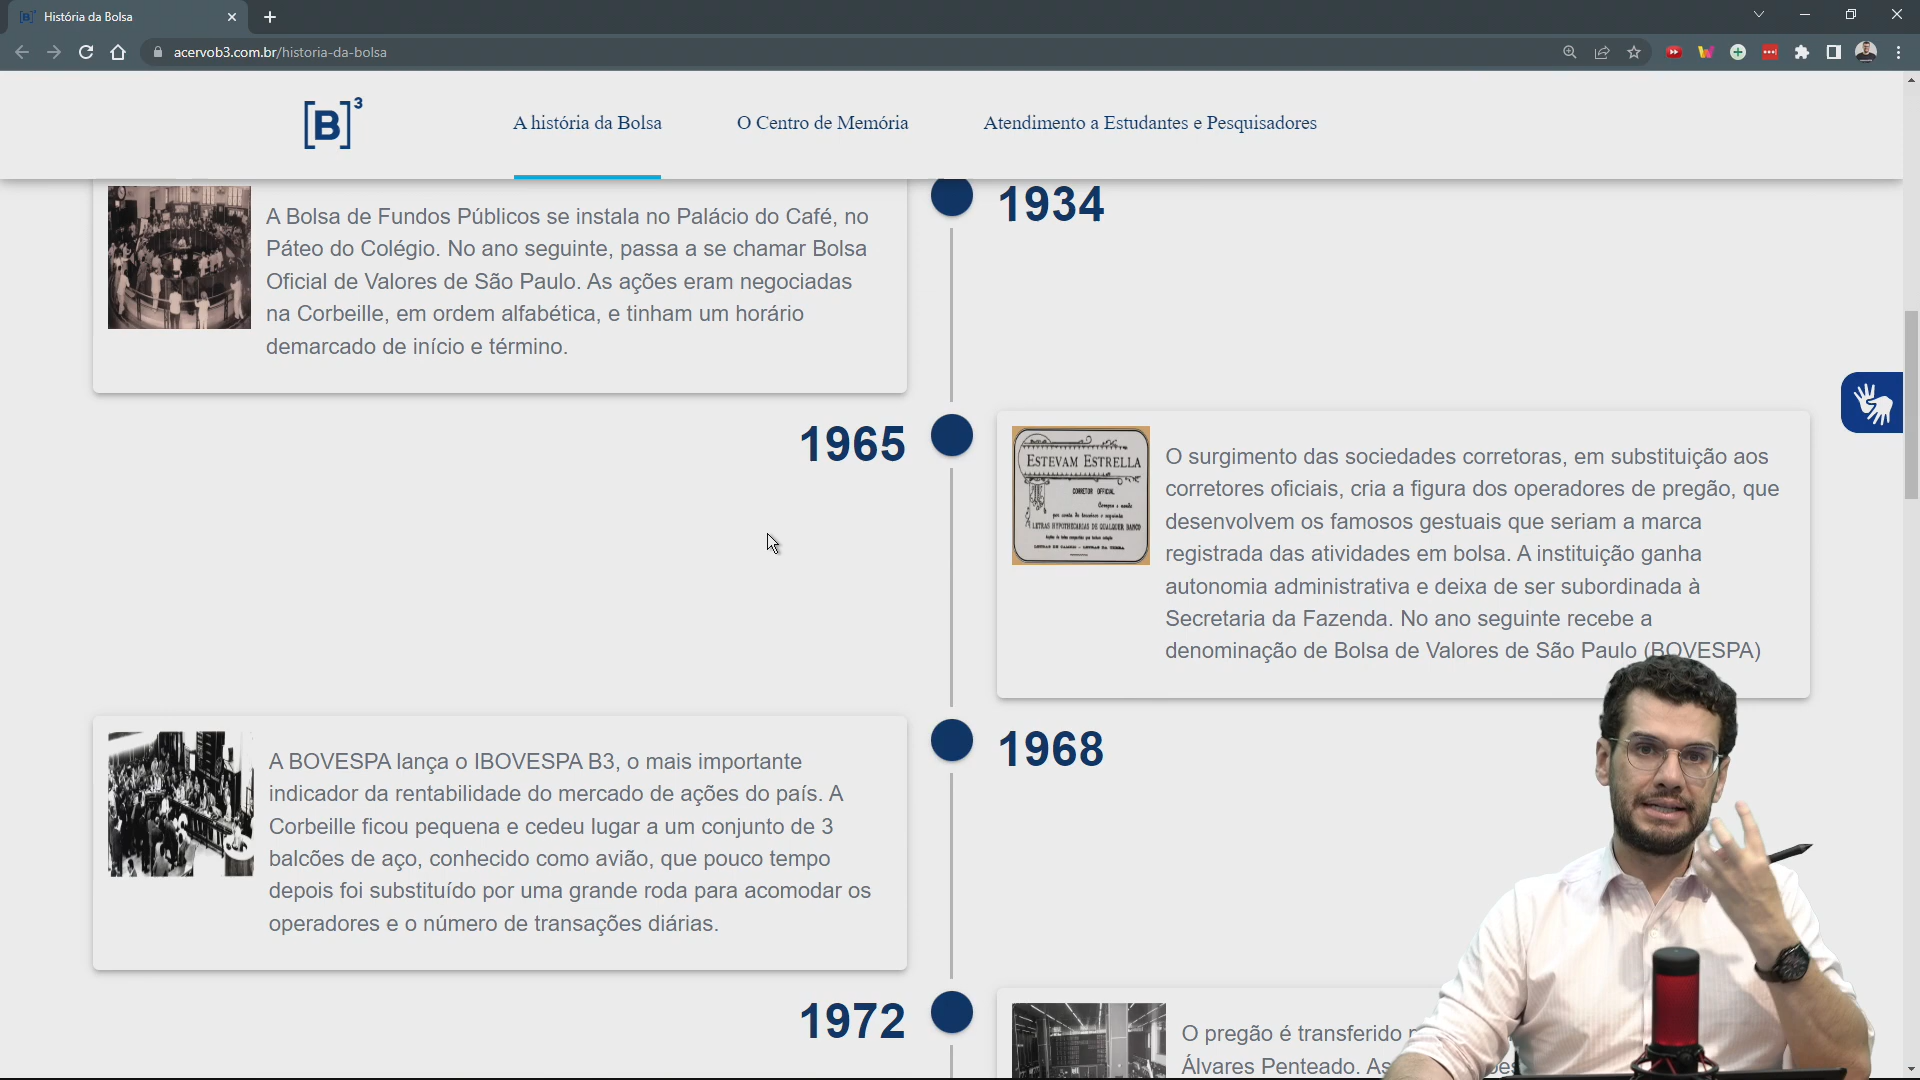 História da Bolsa
acervob3.com.br/historia-da-bolsa
[B]³
A história da Bolsa
O Centro de Memória
Atendimento a Estudantes e Pesquisadores
1934
A Bolsa de Fundos Públicos se instala no Palácio do Café, no
Páteo do Colégio. No ano seguinte, passa a se chamar Bolsa
Oficial de Valores de São Paulo. As ações eram negociadas
na Corbeille, em ordem alfabética, e tinham um horário
demarcado de início e término.
1965
ESTEVAM ESTRELLA
CORRETOR OFFICIAL
LETRAS HYPOTHECARIAS DE QUALQUER BANCO
O surgimento das sociedades corretoras, em substituição aos
corretores oficiais, cria a figura dos operadores de pregão, que
desenvolvem os famosos gestuais que seriam a marca
registrada das atividades em bolsa. A instituição ganha
autonomia administrativa e deixa de ser subordinada à
Secretaria da Fazenda. No ano seguinte recebe a
denominação de Bolsa de Valores de São Paulo (BOVESPA)
1968
A BOVESPA lança o IBOVESPA B3, o mais importante
indicador da rentabilidade do mercado de ações do país. A
Corbeille ficou pequena e cedeu lugar a um conjunto de 3
balcões de aço, conhecido como avião, que pouco tempo
depois foi substituído por uma grande roda para acomodar os
operadores e o número de transações diárias.
1972
O pregão é transferido
Álvares Penteado.